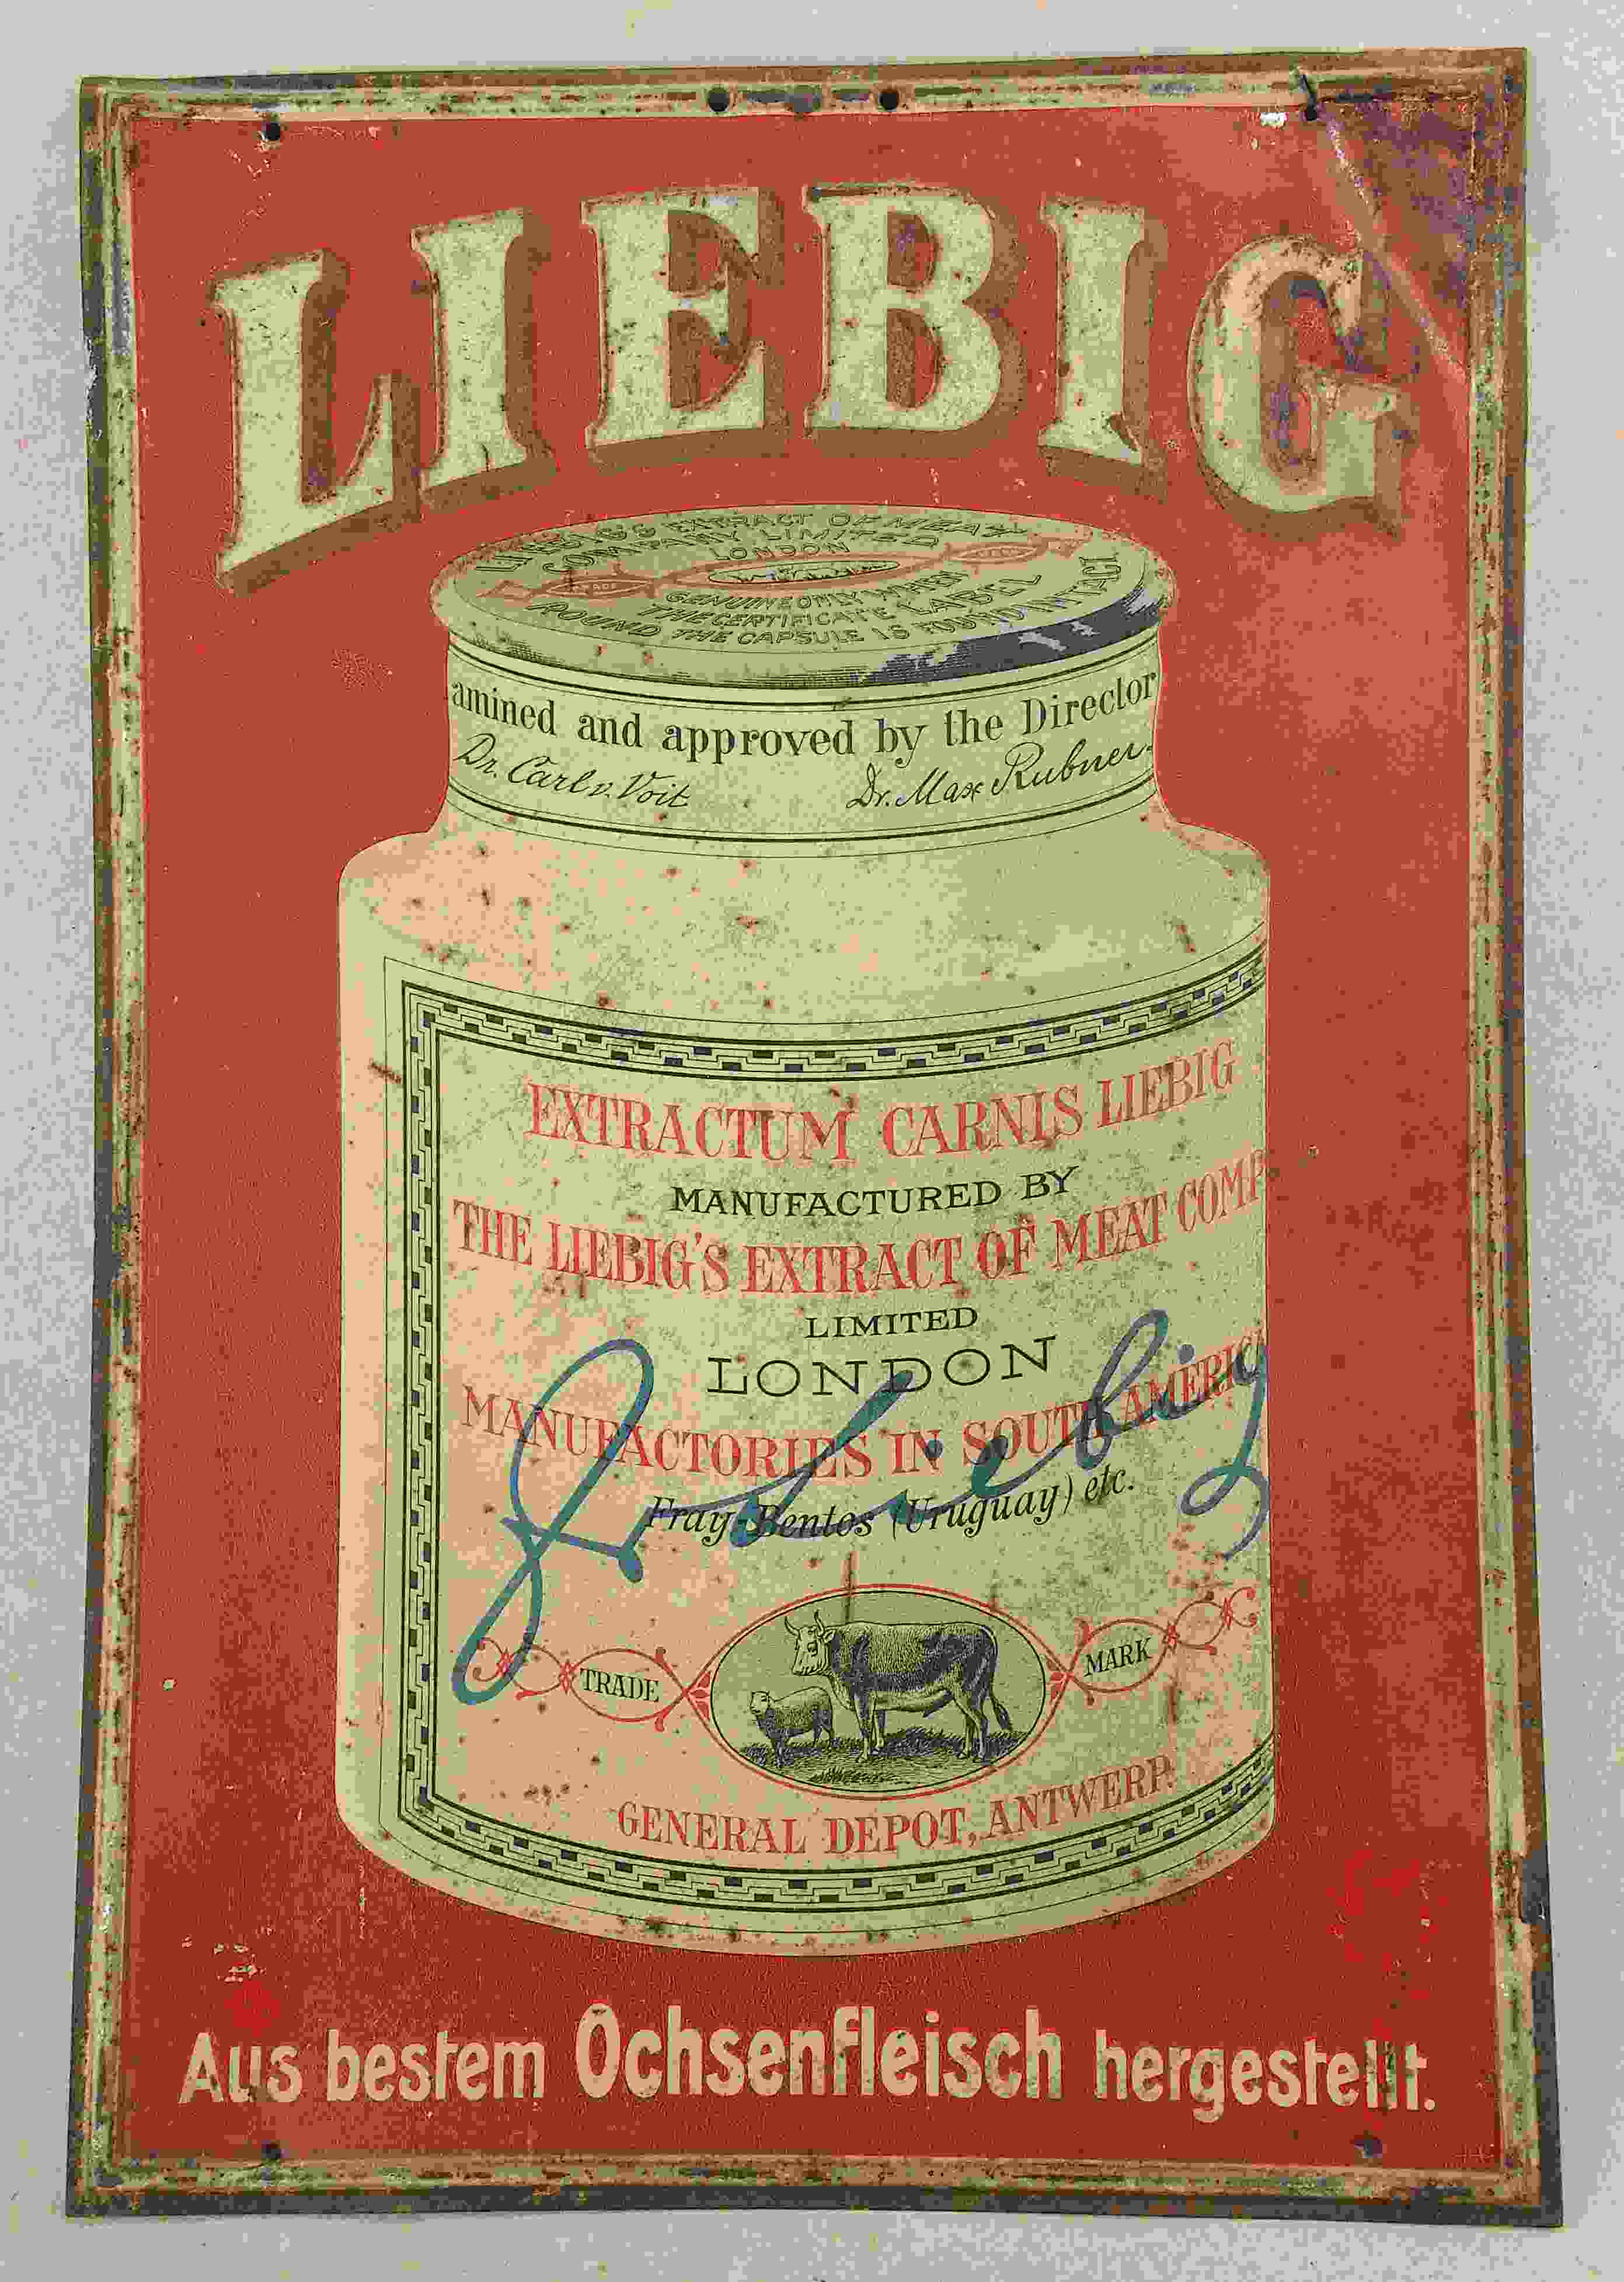 LIEBIG
LIEBIG'S EXTRACT OF MEAT
COMPANY LIMITED
LONDON
TRADE MARK
GENUINE ONLY WHEN
THE CERTIFICATE LABEL
ROUND THE CAPSULE IS FOUND INTACT
amined and approved by the Director
Dr. Carl v. Voit Dr. Max Rubner.
EXTRACTUM CARNIS LIEBIG
MANUFACTURED BY
THE LIEBIG'S EXTRACT OF MEAT COMP
LIMITED
LONDON
MANUFACTORIES IN SOUTH AMERIC
J v Liebig
Fray-Bentos (Uruguay) etc.
TRADE MARK
GENERAL DEPOT, ANTWERP.
Aus bestem Ochsenfleisch hergestellt.